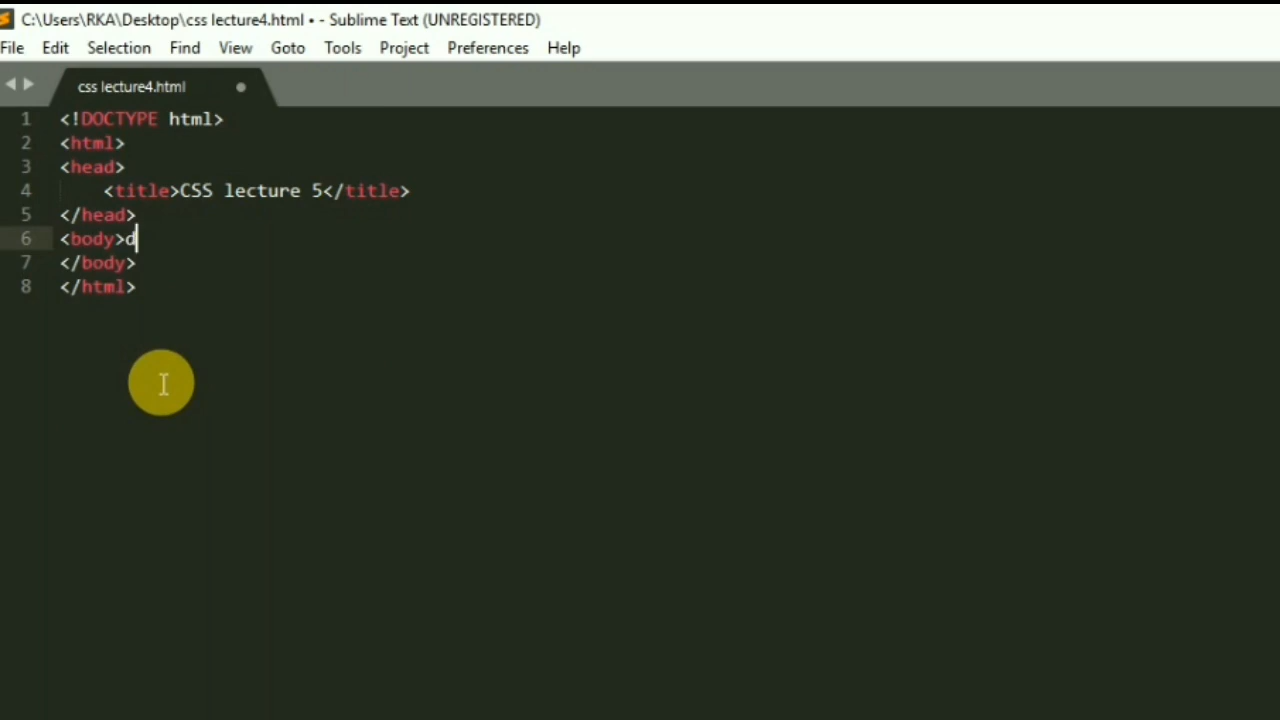 C:\Users\RKA\Desktop\css lecture4.html • - Sublime Text (UNREGISTERED)
File Edit Selection Find View Goto Tools Project Preferences Help
css lecture4.html
1 <!DOCTYPE html>
2 <html>
3 <head>
4 <title>CSS lecture 5</title>
5 </head>
6 <body>d
7 </body>
8 </html>